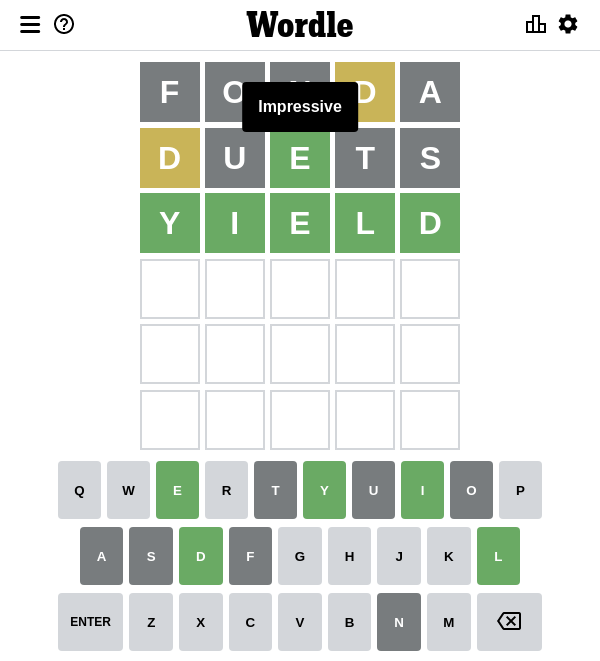 Wordle
F O D A
Impressive
D U E T S
Y I E L D
Q W E R T Y U I O P
A S D F G H J K L
ENTER Z X C V B N M